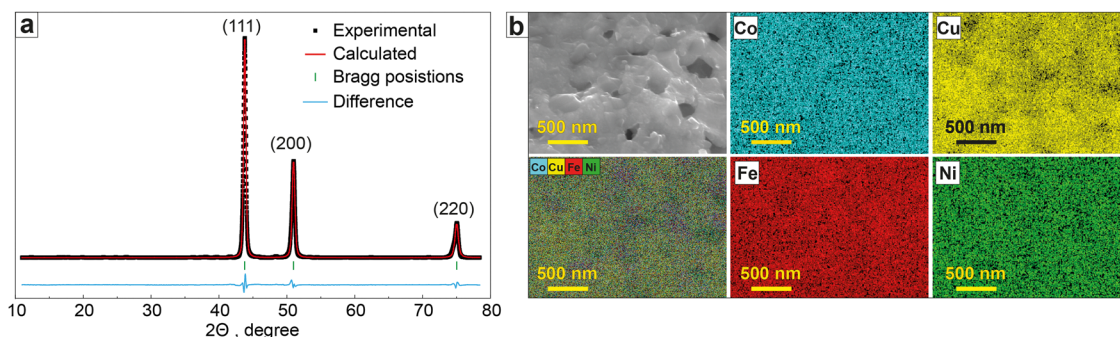 a
(111)
(200)
(220)
Experimental
Calculated
Bragg posistions
Difference
10 20 30 40 50 60 70 80
2Θ , degree
b
500 nm
Co
500 nm
Cu
500 nm
Co Cu Fe Ni
500 nm
Fe
500 nm
Ni
500 nm